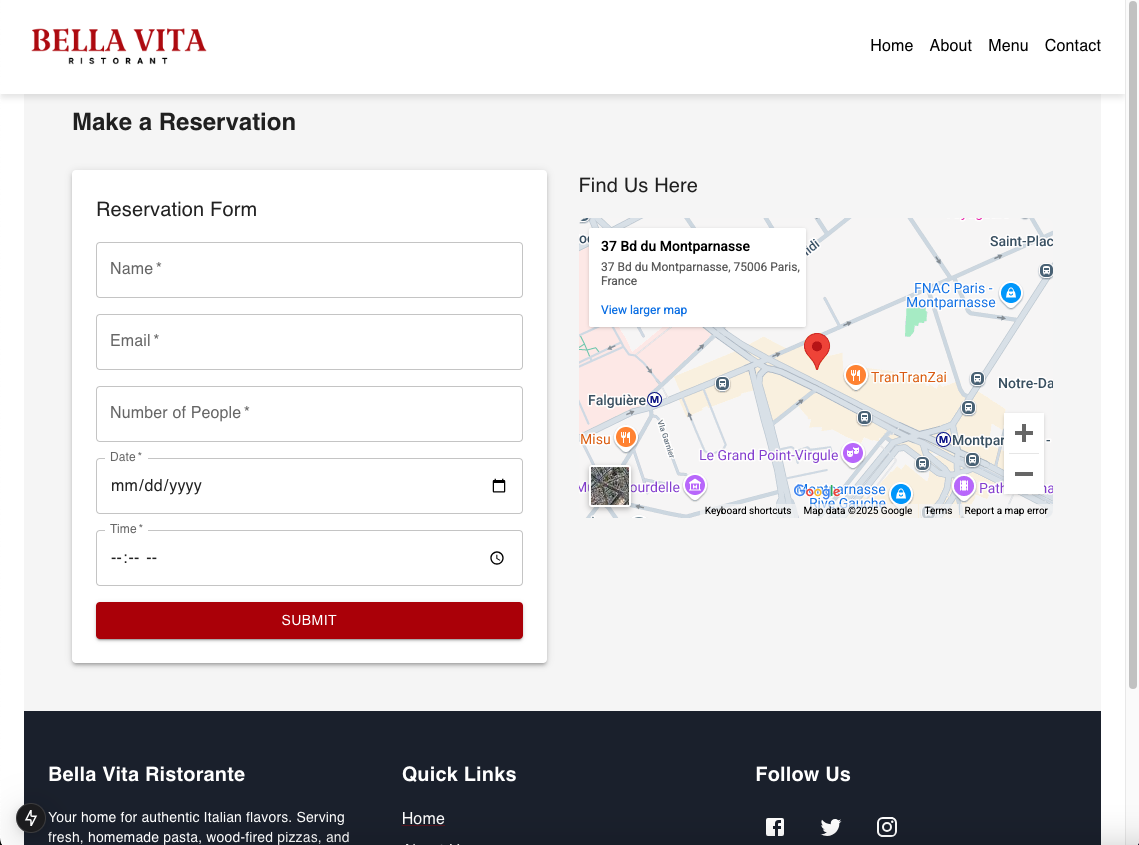 BELLA VITA
RISTORANT
Home About Menu Contact
Make a Reservation
Reservation Form
Name *
Email *
Number of People *
Date *
mm/dd/yyyy
Time *
--:-- --
SUBMIT
Find Us Here
37 Bd du Montparnasse
37 Bd du Montparnasse, 75006 Paris,
France
View larger map
Saint-Plac
FNAC Paris -
Montparnasse
TranTranZai
Notre-Da
Falguière
M
Misu
Via Garnier
Le Grand Point-Virgule
M
Montpar
ourdelle
Montparnasse
Rive Gauche
Path
na
Google
Keyboard shortcuts
Map data ©2025 Google
Terms
Report a map error
Bella Vita Ristorante
Your home for authentic Italian flavors. Serving
fresh, homemade pasta, wood-fired pizzas, and
Quick Links
Home
Follow Us